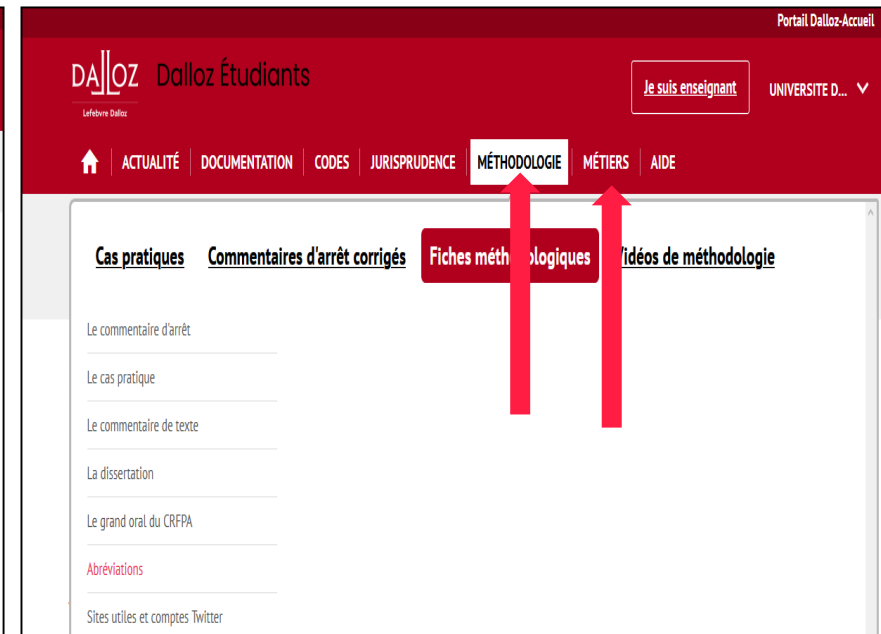 Portail Dalloz-Accueil
DALLOZ Dalloz Étudiants
Lefebvre Dalloz
Je suis enseignant
UNIVERSITE D...
ACTUALITÉ DOCUMENTATION CODES JURISPRUDENCE MÉTHODOLOGIE MÉTIERS AIDE
Cas pratiques Commentaires d'arrêt corrigés Fiches méthodologiques Vidéos de méthodologie
Le commentaire d'arrêt
Le cas pratique
Le commentaire de texte
La dissertation
Le grand oral du CRFPA
Abréviations
Sites utiles et comptes Twitter